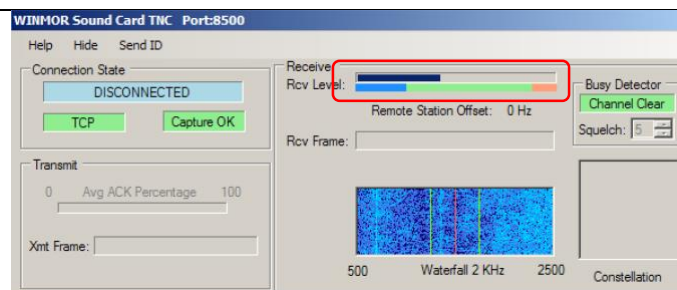 WINMOR Sound Card TNC Port:8500
Help Hide Send ID
Connection State
DISCONNECTED
TCP Capture OK
Transmit
0 Avg ACK Percentage 100
Xmt Frame:
Receive
Rcv Level:
Remote Station Offset: 0 Hz
Rcv Frame:
500 Waterfall 2 KHz 2500
Busy Detector
Channel Clear
Squelch: 5
Constellation